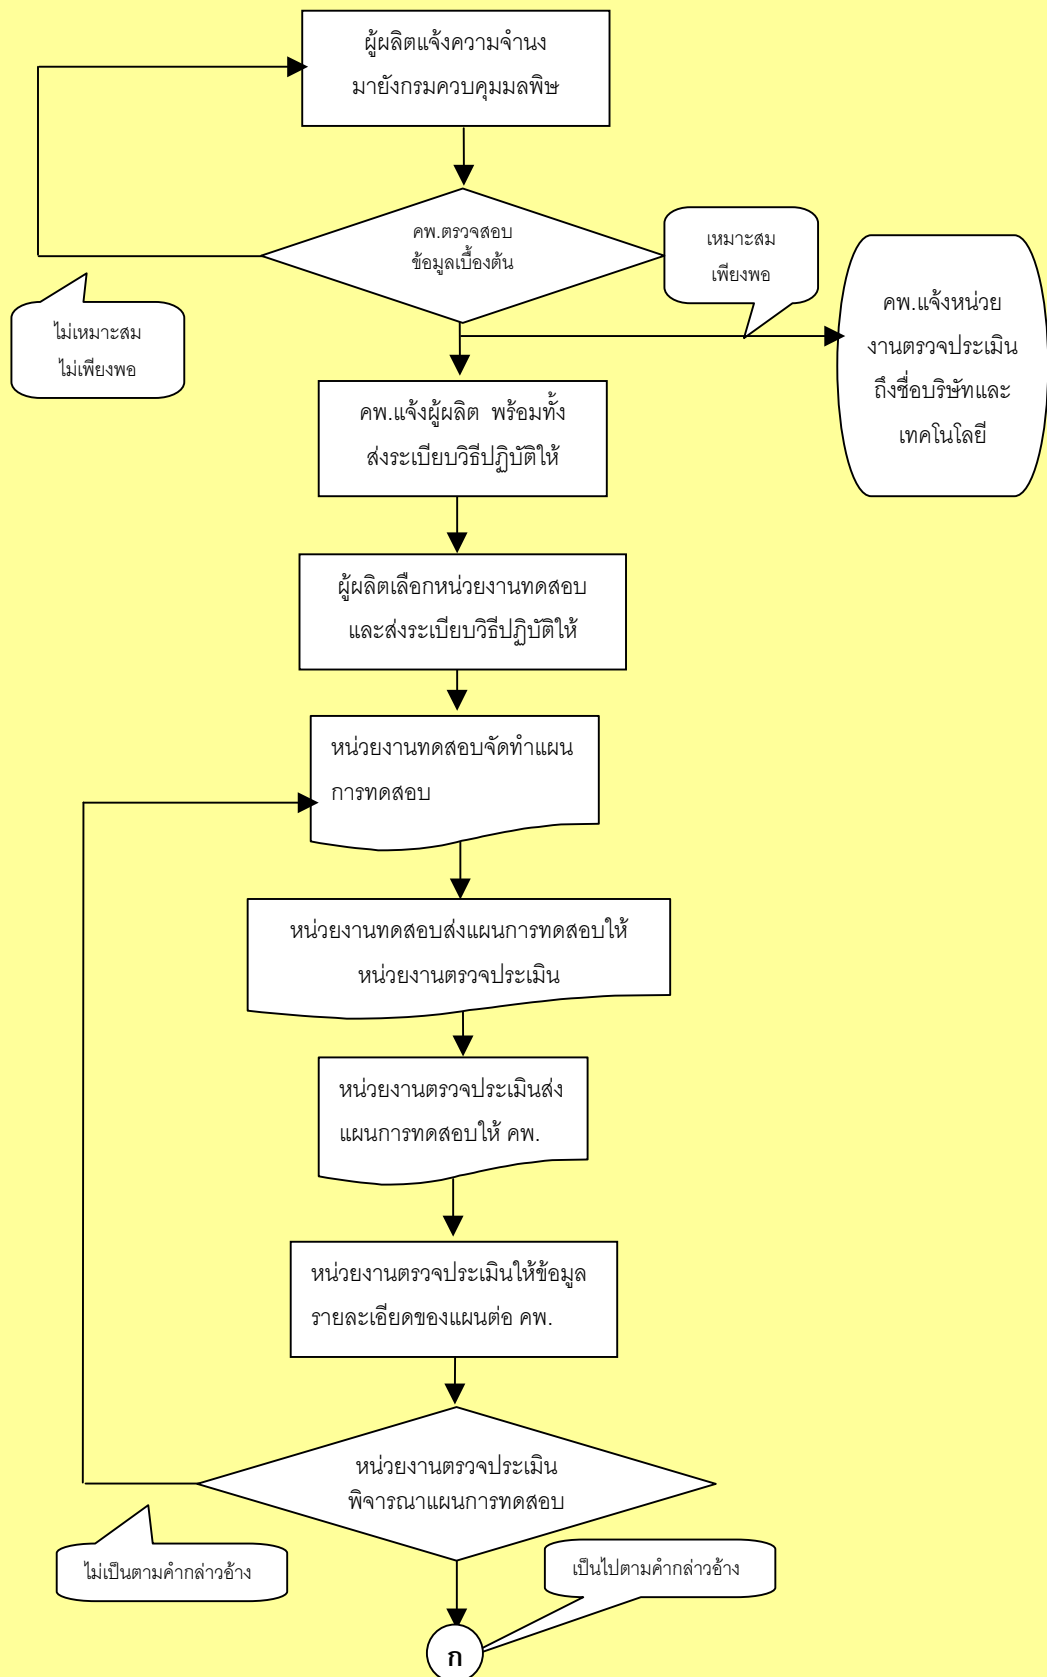 ผู้ผลิตแจ้งความจำนง
มายังกรมควบคุมมลพิษ
คพ.ตรวจสอบ
ข้อมูลเบื้องต้น
เหมาะสม
เพียงพอ
ไม่เหมาะสม
ไม่เพียงพอ
คพ.แจ้งหน่วย
งานตรวจประเมิน
ถึงชื่อบริษัทและ
เทคโนโลยี
คพ.แจ้งผู้ผลิต พร้อมทั้ง
ส่งระเบียบวิธีปฏิบัติให้
ผู้ผลิตเลือกหน่วยงานทดสอบ
และส่งระเบียบวิธีปฏิบัติให้
หน่วยงานทดสอบจัดทำแผน
การทดสอบ
หน่วยงานทดสอบส่งแผนการทดสอบให้
หน่วยงานตรวจประเมิน
หน่วยงานตรวจประเมินส่ง
แผนการทดสอบให้ คพ.
หน่วยงานตรวจประเมินให้ข้อมูล
รายละเอียดของแผนต่อ คพ.
หน่วยงานตรวจประเมิน
พิจารณาแผนการทดสอบ
ไม่เป็นตามคำกล่าวอ้าง
เป็นไปตามคำกล่าวอ้าง
ก